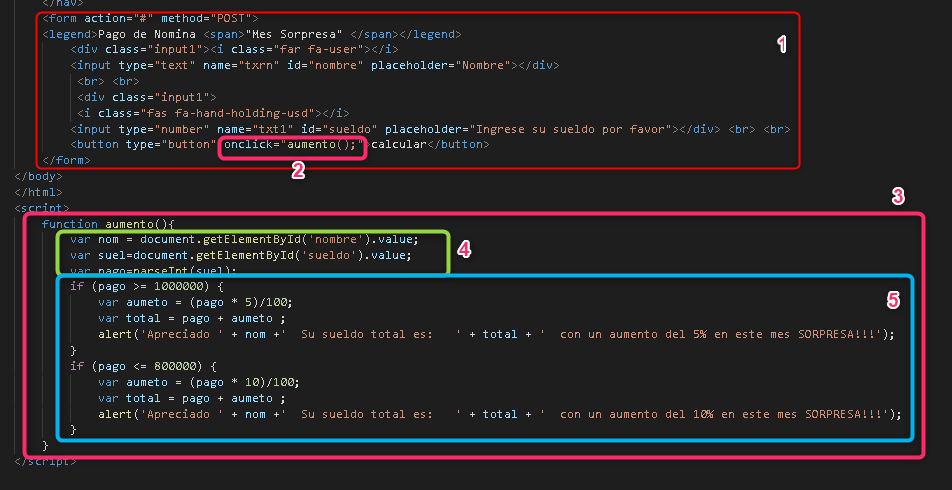 </nav>
<form action="#" method="POST">
<legend>Pago de Nomina <span>"Mes Sorpresa" </span></legend>
1
<div class="input1"><i class="far fa-user"></i>
<input type="text" name="txrn" id="nombre" placeholder="Nombre"></div>
<br> <br>
<div class="input1">
<i class="fas fa-hand-holding-usd"></i>
<input type="number" name="txt1" id="sueldo" placeholder="Ingrese su sueldo por favor"></div> <br> <br>
<button type="button" onclick="aumento();">calcular</button>
2
</form>
</body>
</html>
3
<script>
function aumento(){
var nom = document.getElementById('nombre').value;
4
var suel=document.getElementById('sueldo').value;
var pago=parseInt(suel);
if (pago >= 1000000) {
5
var aumeto = (pago * 5)/100;
var total = pago + aumeto ;
alert('Apreciado ' + nom +'  Su sueldo total es:   ' + total + '  con un aumento del 5% en este mes SORPRESA!!!');
}
if (pago <= 800000) {
var aumeto = (pago * 10)/100;
var total = pago + aumeto ;
alert('Apreciado ' + nom +'  Su sueldo total es:   ' + total + '  con un aumento del 10% en este mes SORPRESA!!!');
}
}
</script>